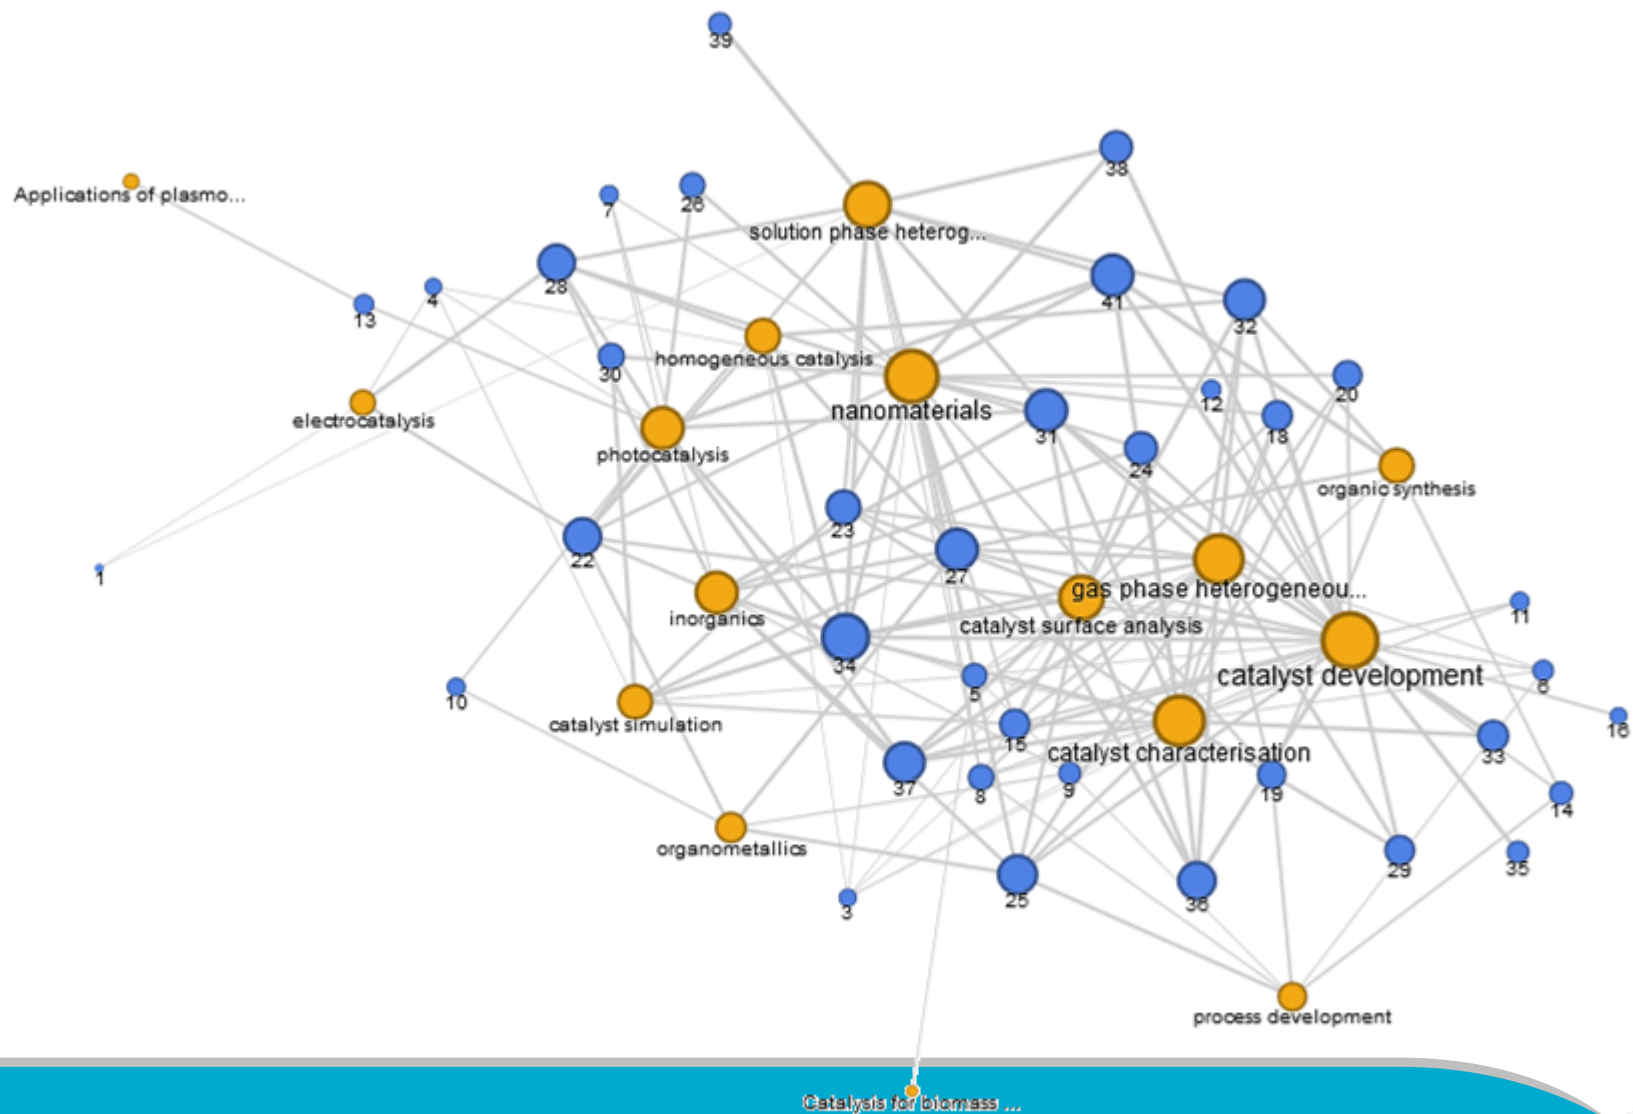 39
38
Applications of plasmo...
7
26
solution phase heterog...
28
41
4
13
32
homogeneous catalysis
30
20
nanomaterials
12
electrocatalysis
31
18
photocatalysis
24
organic synthesis
23
22
27
1
gas phase heterogeneou...
inorganics
catalyst surface analysis
11
34
catalyst development
5
6
10
catalyst simulation
16
15
catalyst characterisation
33
37
8
9
19
14
organometallics
29
35
25
36
3
process development
Catalysis for biomass ...